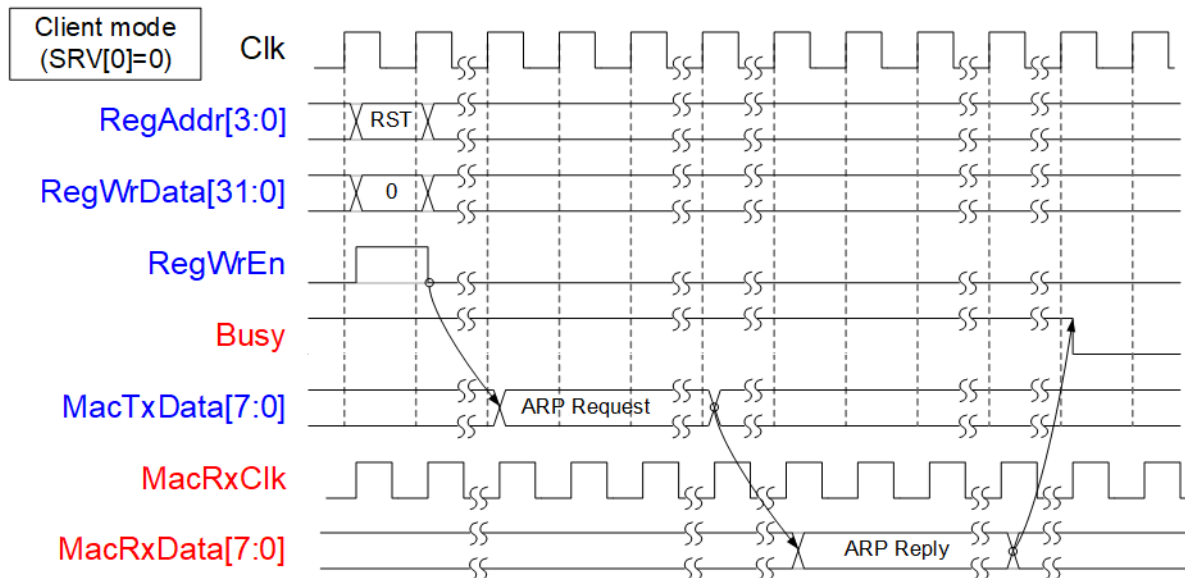 Client mode
(SRV[0]=0)
Clk
RegAddr[3:0]
RST
RegWrData[31:0]
0
RegWrEn
Busy
MacTxData[7:0]
ARP Request
MacRxClk
MacRxData[7:0]
ARP Reply